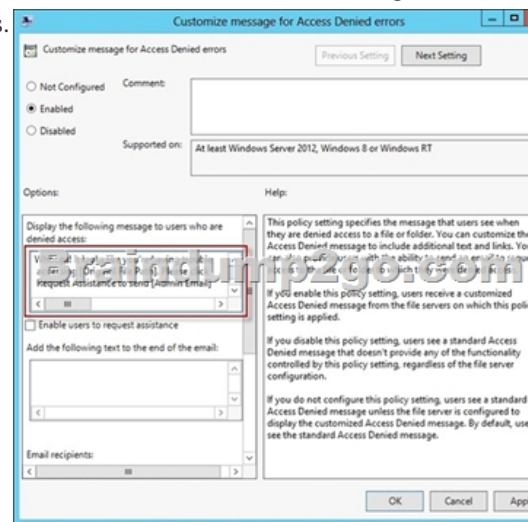 s.
Customize message for Access Denied errors
Customize message for Access Denied errors
Previous Setting
Next Setting
Not Configured
Comment:
Enabled
Disabled
Supported on:
At least Windows Server 2012, Windows 8 or Windows RT
Options:
Help:
Display the following message to users who are
denied access:
Request Assistance to send [Admin
Email]
Enable users to request assistance
Add the following text to the end of the email:
Email recipients:
This policy setting specifies the message that users see when
they are denied access to a file or folder. You can customize the
Access Denied message to include additional text and links. You
If you enable this policy setting, users receive a customized
Access Denied message from the file servers on which this polic
setting is applied.
If you disable this policy setting, users see a standard Access
Denied message that doesn't provide any of the functionality
controlled by this policy setting, regardless of the file server
configuration.
If you do not configure this policy setting, users see a standard
Access Denied message unless the file server is configured to
display the customized Access Denied message. By default, use
see the standard Access Denied message.
Braindump2go.com
OK
Cancel
App